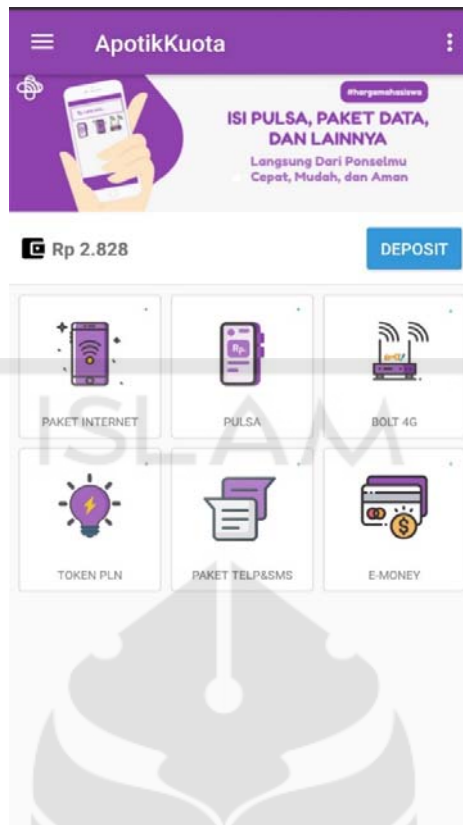 ApotikKuota
#hargamahasiswa
ISI PULSA, PAKET DATA,
DAN LAINNYA
Langsung Dari Ponselmu
Cepat, Mudah, dan Aman
Rp 2.828
DEPOSIT
Rp.
PAKET INTERNET
PULSA
BOLT 4G
ISLAM
TOKEN PLN
PAKET TELP&SMS
E-MONEY